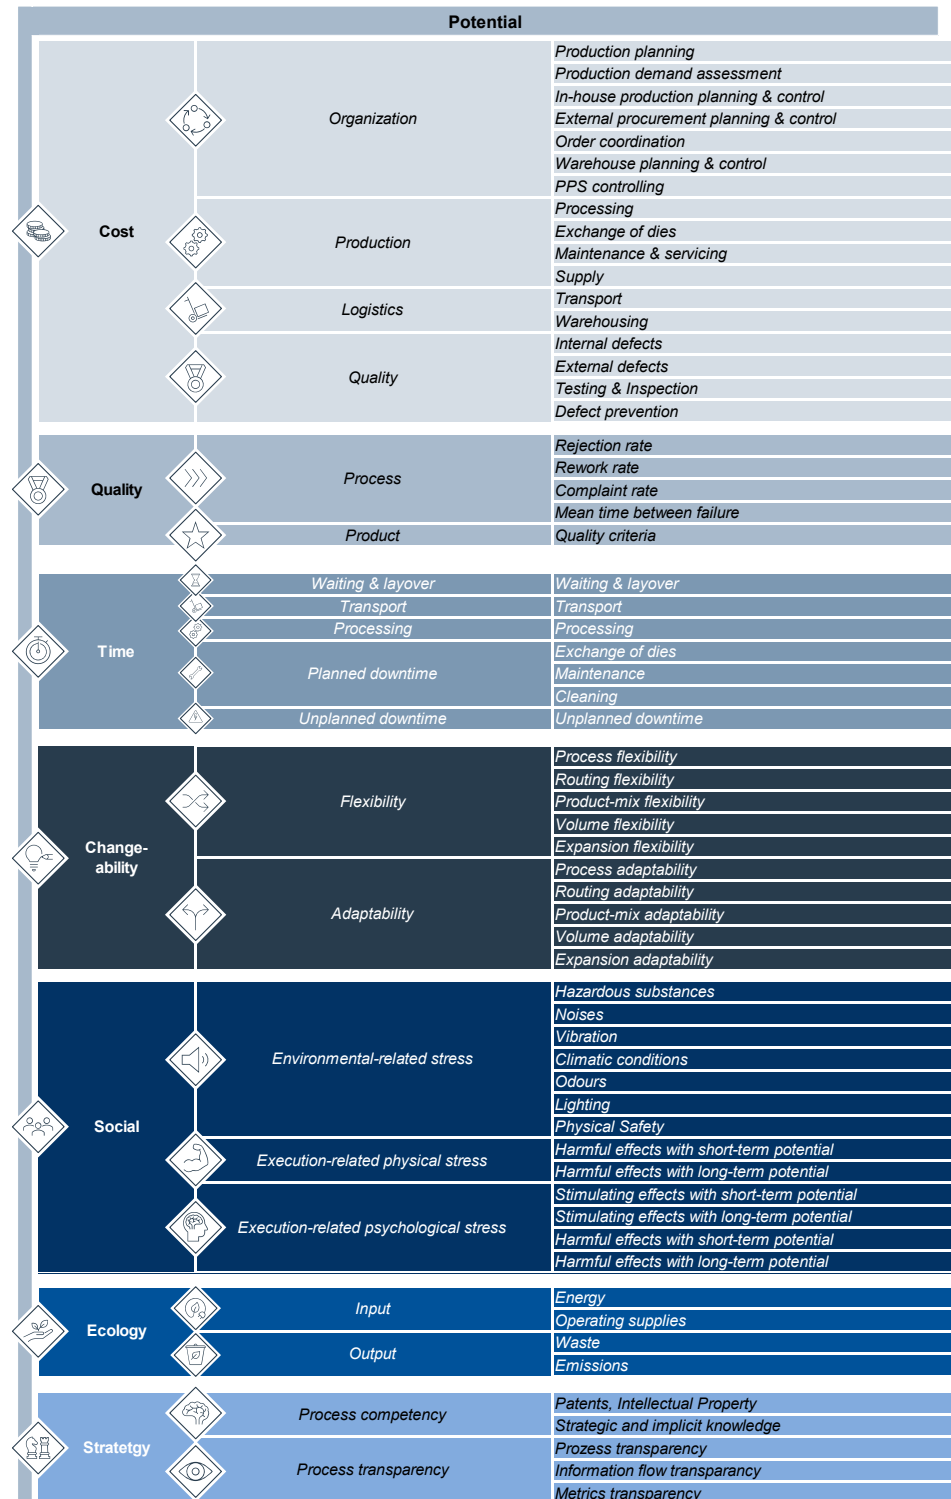 Potential
Cost
Organization
Production planning
Production demand assessment
In-house production planning & control
External procurement planning & control
Order coordination
Warehouse planning & control
PPS controlling
Production
Processing
Exchange of dies
Maintenance & servicing
Supply
Logistics
Transport
Warehousing
Quality
Internal defects
External defects
Testing & Inspection
Defect prevention
Quality
Process
Rejection rate
Rework rate
Complaint rate
Mean time between failure
Product
Quality criteria
Time
Waiting & layover
Waiting & layover
Transport
Transport
Processing
Processing
Planned downtime
Exchange of dies
Maintenance
Cleaning
Unplanned downtime
Unplanned downtime
Change-
ability
Flexibility
Process flexibility
Routing flexibility
Product-mix flexibility
Volume flexibility
Expansion flexibility
Adaptability
Process adaptability
Routing adaptability
Product-mix adaptability
Volume adaptability
Expansion adaptability
Social
Environmental-related stress
Hazardous substances
Noises
Vibration
Climatic conditions
Odours
Lighting
Physical Safety
Execution-related physical stress
Harmful effects with short-term potential
Harmful effects with long-term potential
Execution-related psychological stress
Stimulating effects with short-term potential
Stimulating effects with long-term potential
Harmful effects with short-term potential
Harmful effects with long-term potential
Ecology
Input
Energy
Operating supplies
Output
Waste
Emissions
Stratetgy
Process competency
Patents, Intellectual Property
Strategic and implicit knowledge
Process transparency
Prozess transparency
Information flow transparancy
Metrics transparency